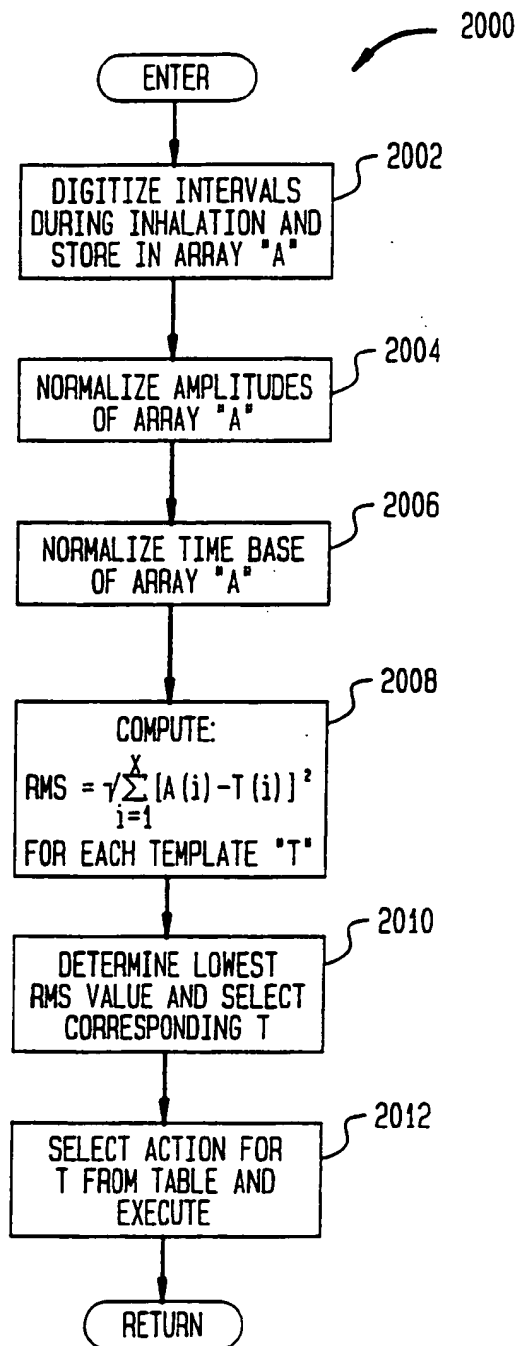 2000
ENTER
2002
DIGITIZE INTERVALS
DURING INHALATION AND
STORE IN ARRAY "A"
2004
NORMALIZE AMPLITUDES
OF ARRAY "A"
2006
NORMALIZE TIME BASE
OF ARRAY "A"
2008
COMPUTE:
RMS = √∑_{i=1}^{X} [A(i)-T(i)]²
FOR EACH TEMPLATE "T"
2010
DETERMINE LOWEST
RMS VALUE AND SELECT
CORRESPONDING T
2012
SELECT ACTION FOR
T FROM TABLE AND
EXECUTE
RETURN